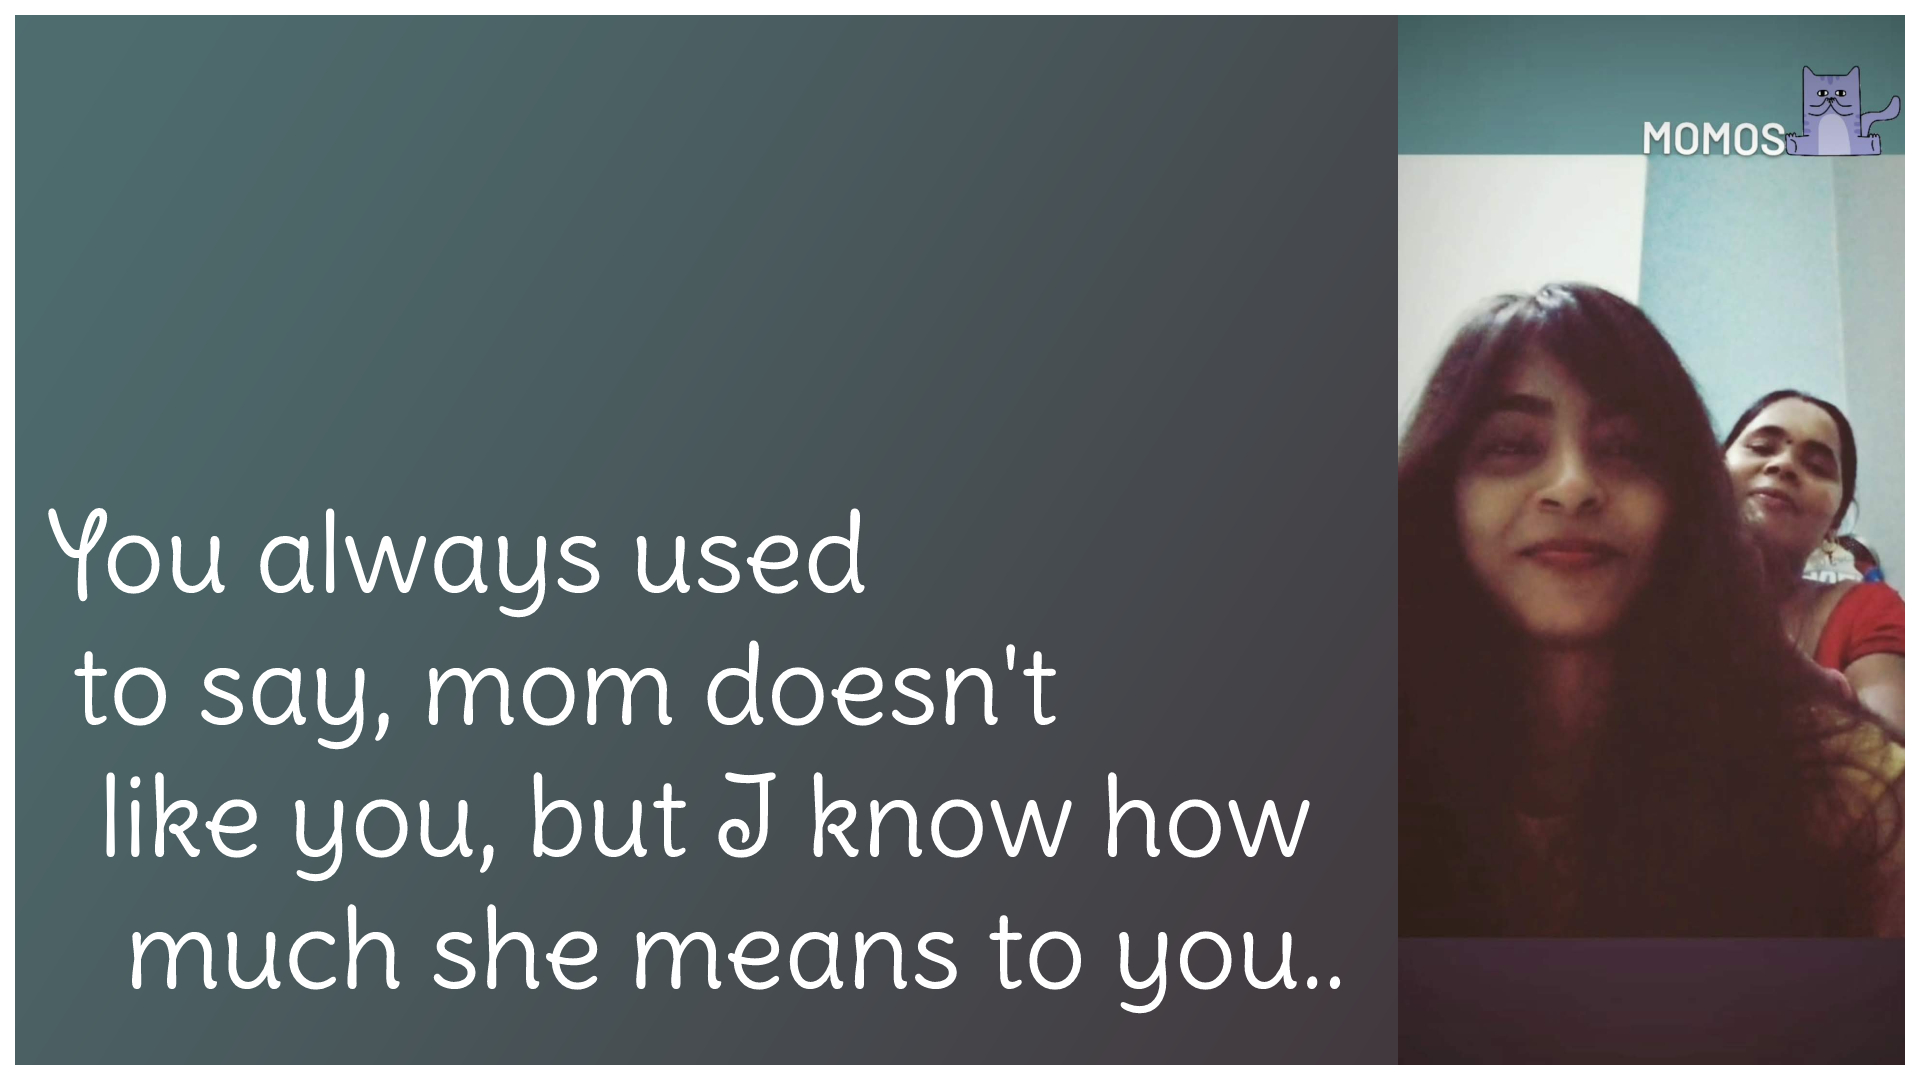 You always used
to say, mom doesn't
like you, but I know how
much she means to you..
MOMOS